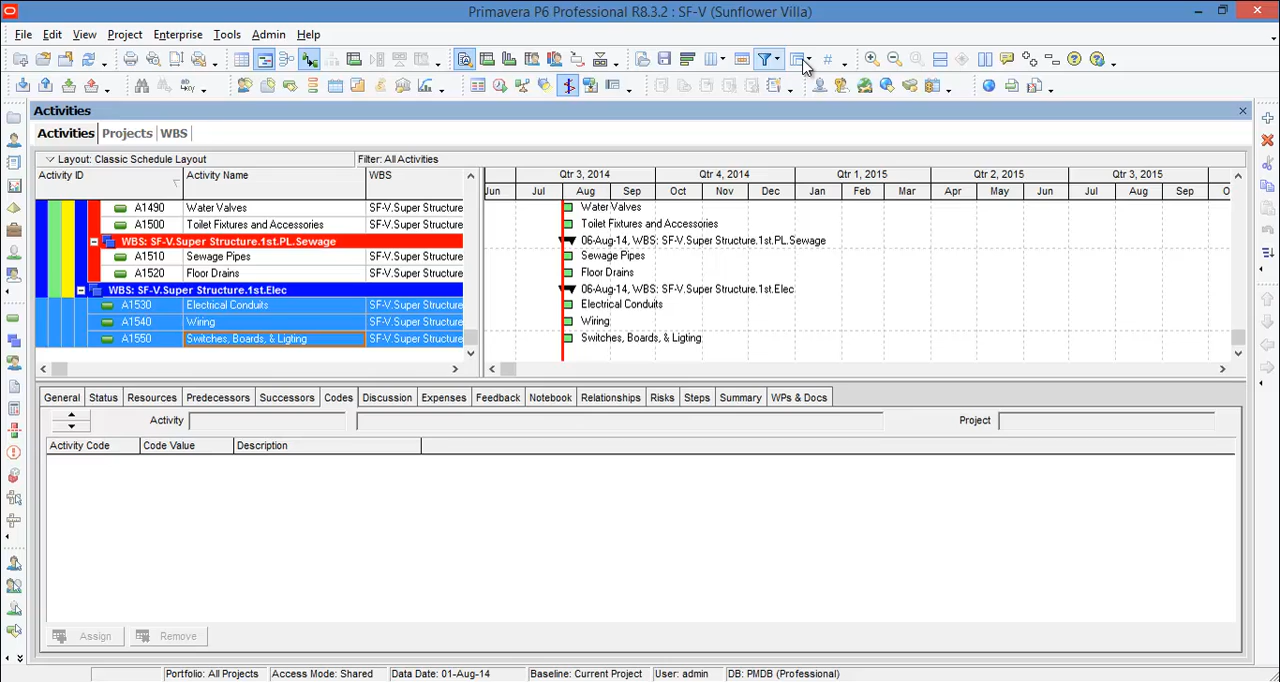 Primavera P6 Professional R8.3.2 : SF-V (Sunflower Villa)
File Edit View Project Enterprise Tools Admin Help
Activities
Activities Projects WBS
Layout: Classic Schedule Layout Filter: All Activities
Activity ID Activity Name WBS
Qtr 3, 2014 Qtr 4, 2014 Qtr 1, 2015 Qtr 2, 2015 Qtr 3, 2015
Jun Jul Aug Sep Oct Nov Dec Jan Feb Mar Apr May Jun Jul Aug Sep O
A1490 Water Valves SF-V.Super Structure Water Valves
A1500 Toilet Fixtures and Accessories SF-V.Super Structure Toilet Fixtures and Accessories
WBS: SF-V.Super Structure.1st.PL.Sewage 06-Aug-14, WBS: SF-V.Super Structure.1st.PL.Sewage
A1510 Sewage Pipes SF-V.Super Structure Sewage Pipes
A1520 Floor Drains SF-V.Super Structure Floor Drains
WBS: SF-V.Super Structure.1st.Elec 06-Aug-14, WBS: SF-V.Super Structure.1st.Elec
A1530 Electrical Conduits SF-V.Super Structure Electrical Conduits
A1540 Wiring SF-V.Super Structure Wiring
A1550 Switches, Boards, & Ligting SF-V.Super Structure Switches, Boards, & Ligting
General Status Resources Predecessors Successors Codes Discussion Expenses Feedback Notebook Relationships Risks Steps Summary WPs & Docs
Activity Project
Activity Code Code Value Description
Assign Remove
Portfolio: All Projects Access Mode: Shared Data Date: 01-Aug-14 Baseline: Current Project User: admin DB: PMDB (Professional)